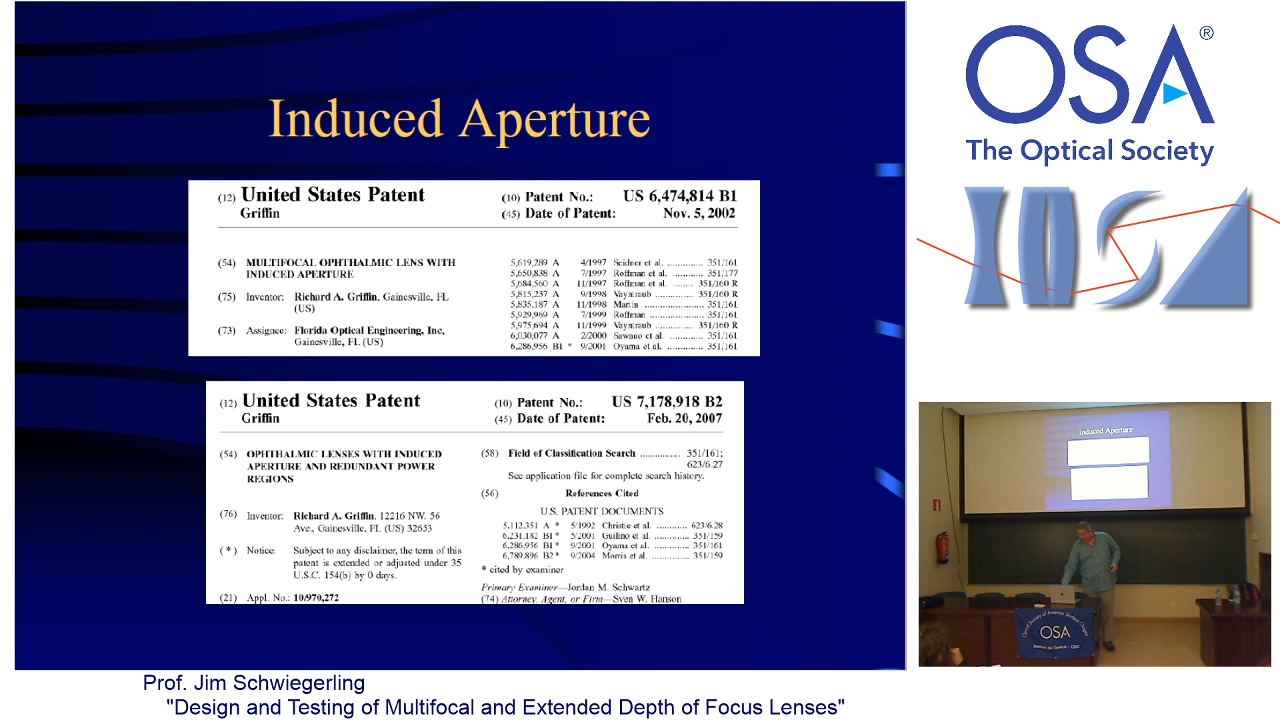 Induced Aperture
(12) United States Patent
Griffin
(10) Patent No.: US 6,474,814 B1
(45) Date of Patent: Nov. 5, 2002
(54) MULTIFOCAL OPHTHALMIC LENS WITH
INDUCED APERTURE
(75) Inventor: Richard A. Griffin, Gainesville, FL
(US)
(73) Assignee: Florida Optical Engineering, Inc,
Gainesville, FL (US)
5,619,289 A 4/1997 Seidner et al. .............. 351/161
5,650,838 A 7/1997 Roffman et al. ............ 351/177
5,684,560 A 11/1997 Roffman et al. ........ 351/160 R
5,815,237 A 9/1998 Vayntraub .............. 351/160 R
5,835,187 A 11/1998 Martin ...................... 351/161
5,929,969 A 7/1999 Roffman .................... 351/161
5,975,694 A 11/1999 Vayntraub .............. 351/160 R
6,030,077 A 2/2000 Sawano et al. ............. 351/161
6,286,956 B1 * 9/2001 Oyama et al. .............. 351/161
(12) United States Patent
Griffin
(10) Patent No.: US 7,178,918 B2
(45) Date of Patent: Feb. 20, 2007
(54) OPHTHALMIC LENSES WITH INDUCED
APERTURE AND REDUNDANT POWER
REGIONS
(76) Inventor: Richard A. Griffin, 12216 NW. 56
Ave., Gainesville, FL (US) 32653
( * ) Notice: Subject to any disclaimer, the term of this
patent is extended or adjusted under 35
U.S.C. 154(b) by 0 days.
(21) Appl. No.: 10/970,272
(58) Field of Classification Search .................. 351/161;
623/6.27
See application file for complete search history.
(56) References Cited
U.S. PATENT DOCUMENTS
5,112,351 A * 5/1992 Christie et al. ............ 623/6.28
6,231,182 B1 * 5/2001 Guilino et al. .............. 351/159
6,286,956 B1 * 9/2001 Oyama et al. .............. 351/161
6,789,896 B2 * 9/2004 Morris et al. ............... 351/159
* cited by examiner
Primary Examiner—Jordan M. Schwartz
(74) Attorney, Agent, or Firm—Sven W. Hanson
OSA®
The Optical Society
IOSA
Induced Aperture
Optical Society of America Student Chapter
OSA
Instituto de Óptica - CSIC
Prof. Jim Schwiegerling
"Design and Testing of Multifocal and Extended Depth of Focus Lenses"